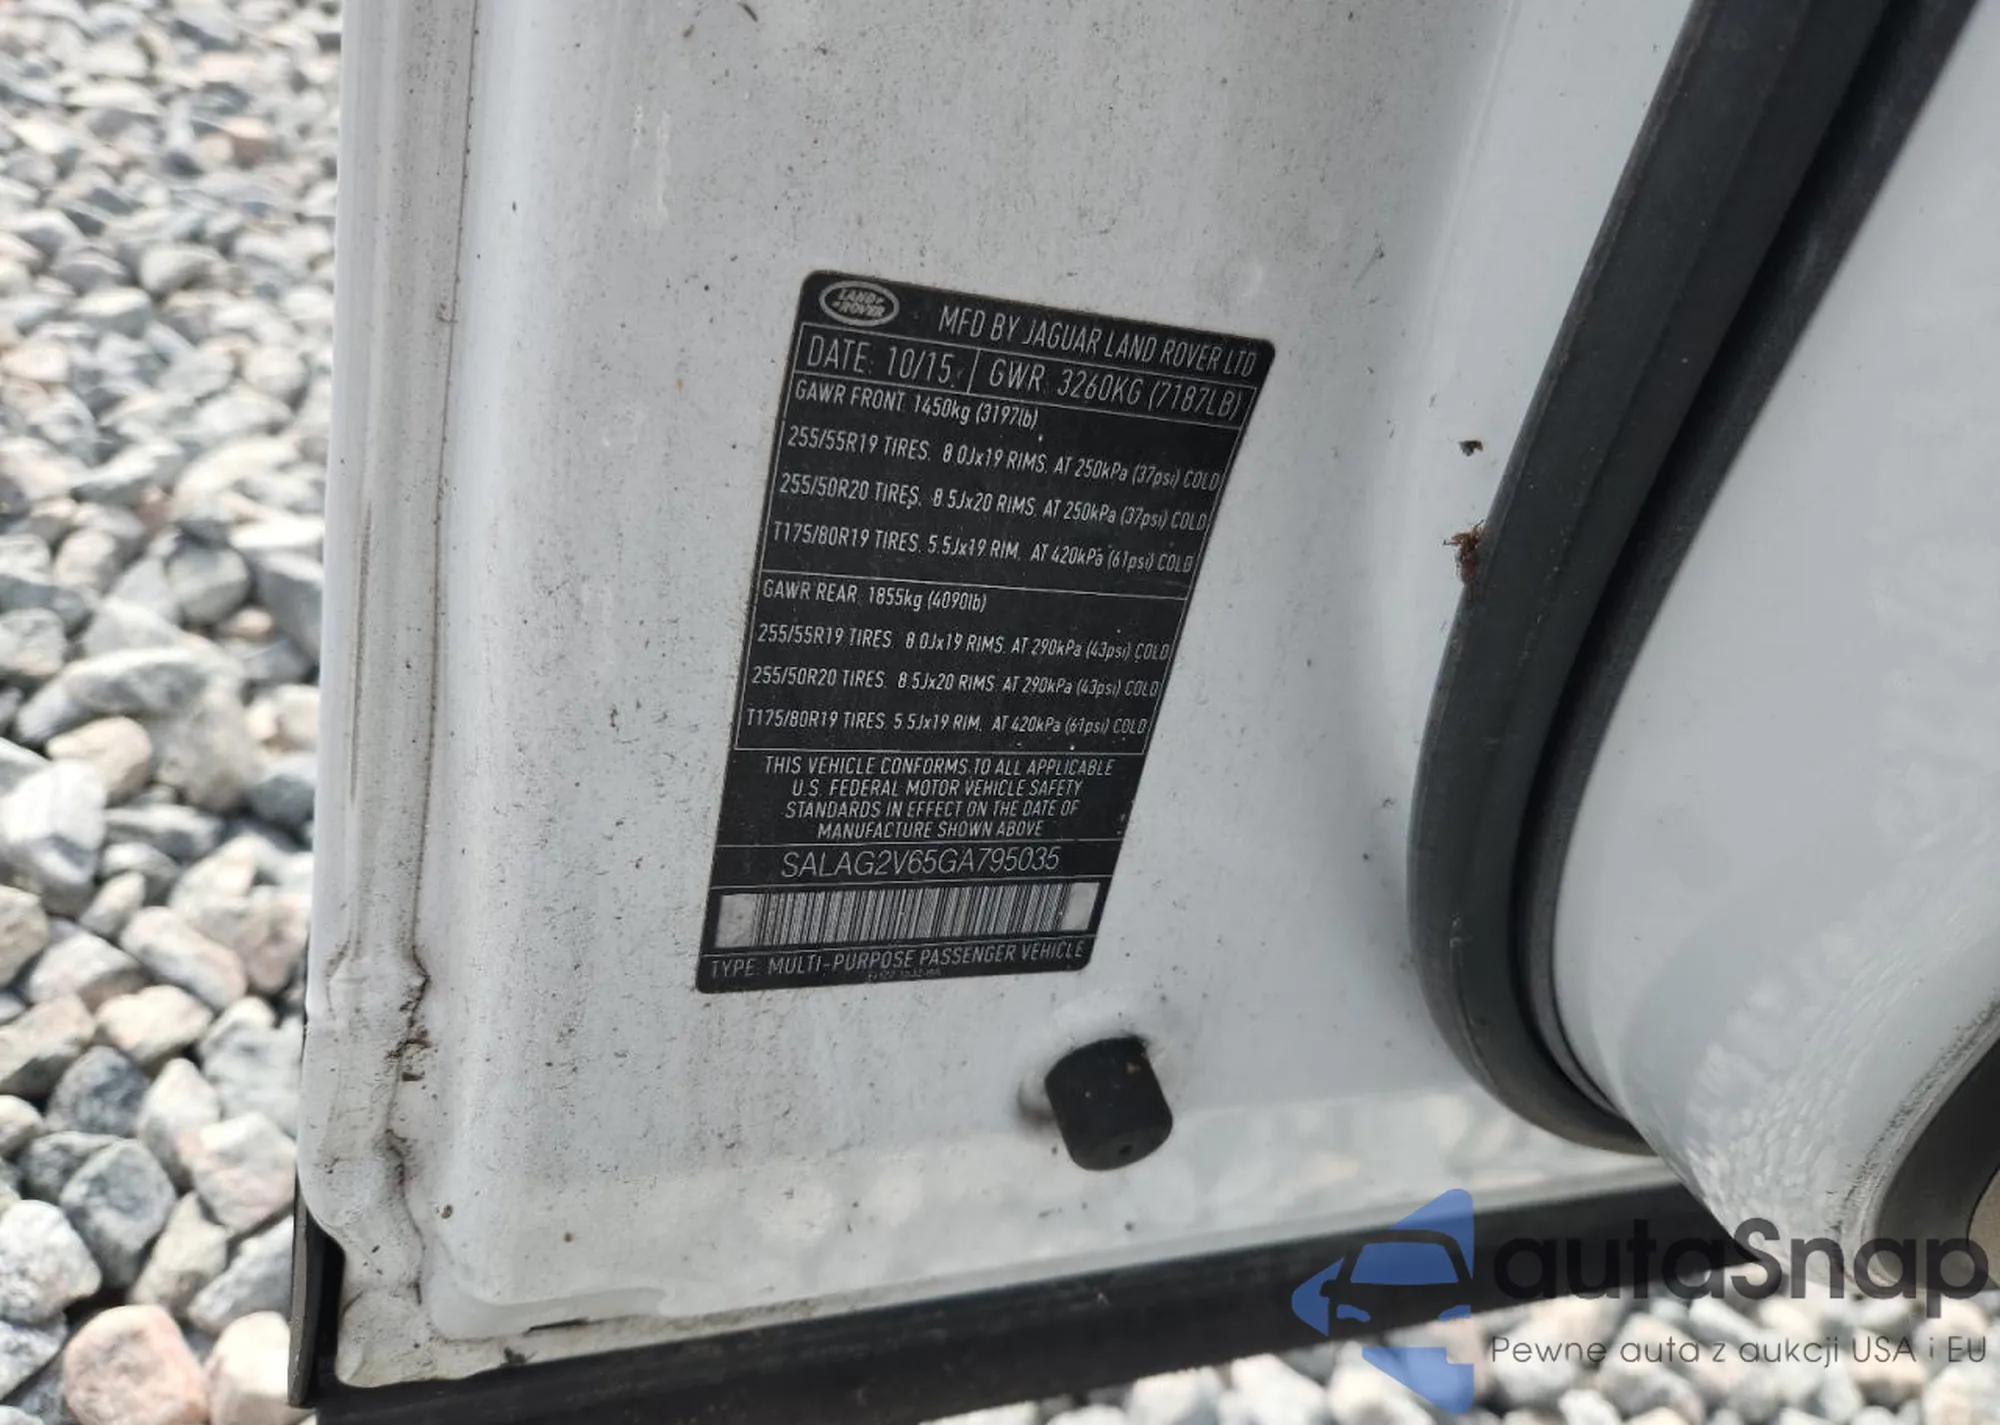 LAND
ROVER
MFD BY JAGUAR LAND ROVER LTD
DATE: 10/15. GWR: 3260KG (7187LB)
GAWR FRONT: 1450kg (3197lb)
255/55R19 TIRES. 8.0Jx19 RIMS. AT 250kPa (37psi) COLD
255/50R20 TIRES. 8.5Jx20 RIMS. AT 250kPa (37psi) COLD
T175/80R19 TIRES. 5.5Jx19 RIM. AT 420kPa (61psi) COLD
GAWR REAR: 1855kg (4090lb)
255/55R19 TIRES. 8.0Jx19 RIMS. AT 290kPa (43psi) COLD
255/50R20 TIRES. 8.5Jx20 RIMS. AT 290kPa (43psi) COLD
T175/80R19 TIRES. 5.5Jx19 RIM. AT 420kPa (61psi) COLD
THIS VEHICLE CONFORMS TO ALL APPLICABLE
U.S. FEDERAL MOTOR VEHICLE SAFETY
STANDARDS IN EFFECT ON THE DATE OF
MANUFACTURE SHOWN ABOVE
SALAG2V65GA795035
TYPE: MULTI-PURPOSE PASSENGER VEHICLE
autaSnap
Pewne auta z aukcji USA i EU